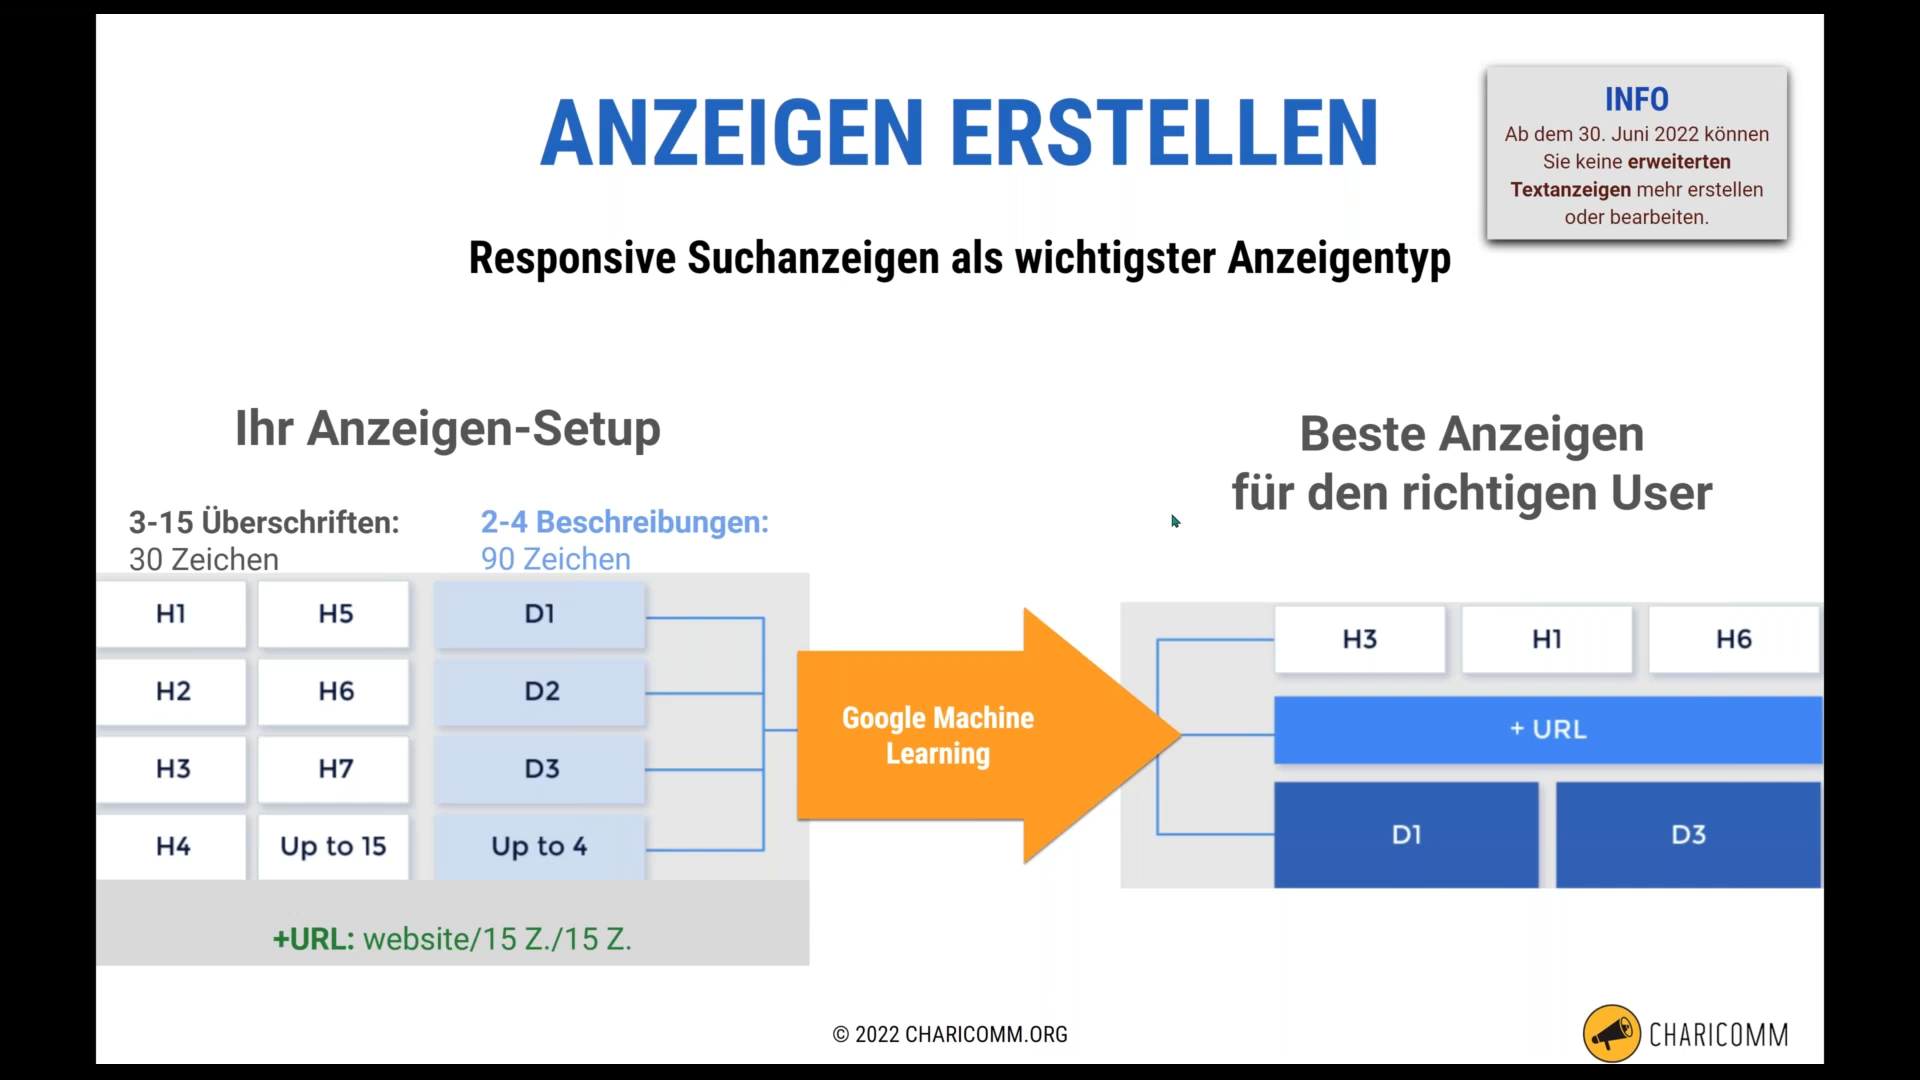 ANZEIGEN ERSTELLEN
INFO
Ab dem 30. Juni 2022 können
Sie keine erweiterten
Textanzeigen mehr erstellen
oder bearbeiten.
Responsive Suchanzeigen als wichtigster Anzeigentyp
Ihr Anzeigen-Setup
3-15 Überschriften:
30 Zeichen
2-4 Beschreibungen:
90 Zeichen
H1 H5 D1
H2 H6 D2
H3 H7 D3
H4 Up to 15 Up to 4
+URL: website/15 Z./15 Z.
Google Machine
Learning
Beste Anzeigen
für den richtigen User
H3 H1 H6
+ URL
D1 D3
© 2022 CHARICOMM.ORG
CHARICOMM